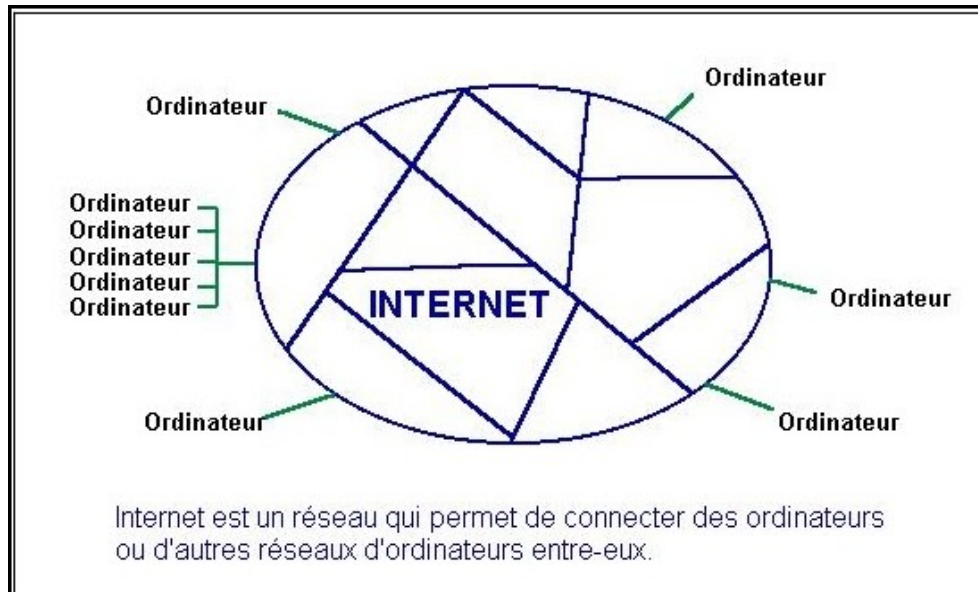 Ordinateur
Ordinateur
Ordinateur
Ordinateur
Ordinateur
Ordinateur
Ordinateur
INTERNET
Ordinateur
Ordinateur
Ordinateur
Internet est un réseau qui permet de connecter des ordinateurs
ou d'autres réseaux d'ordinateurs entre-eux.